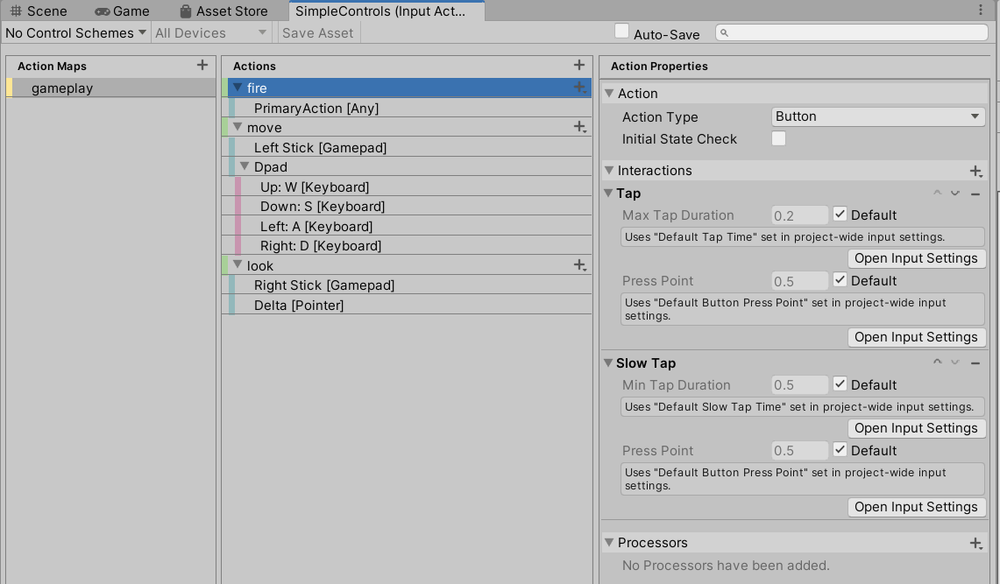 Scene Game Asset Store SimpleControls (Input Act...
No Control Schemes All Devices Save Asset Auto-Save
Action Maps
gameplay
Actions
fire
PrimaryAction [Any]
move
Left Stick [Gamepad]
Dpad
Up: W [Keyboard]
Down: S [Keyboard]
Left: A [Keyboard]
Right: D [Keyboard]
look
Right Stick [Gamepad]
Delta [Pointer]
Action Properties
Action
Action Type Button
Initial State Check
Interactions
Tap
Max Tap Duration 0.2 Default
Uses "Default Tap Time" set in project-wide input settings.
Open Input Settings
Press Point 0.5 Default
Uses "Default Button Press Point" set in project-wide input
settings.
Open Input Settings
Slow Tap
Min Tap Duration 0.5 Default
Uses "Default Slow Tap Time" set in project-wide input settings.
Open Input Settings
Press Point 0.5 Default
Uses "Default Button Press Point" set in project-wide input
settings.
Open Input Settings
Processors
No Processors have been added.